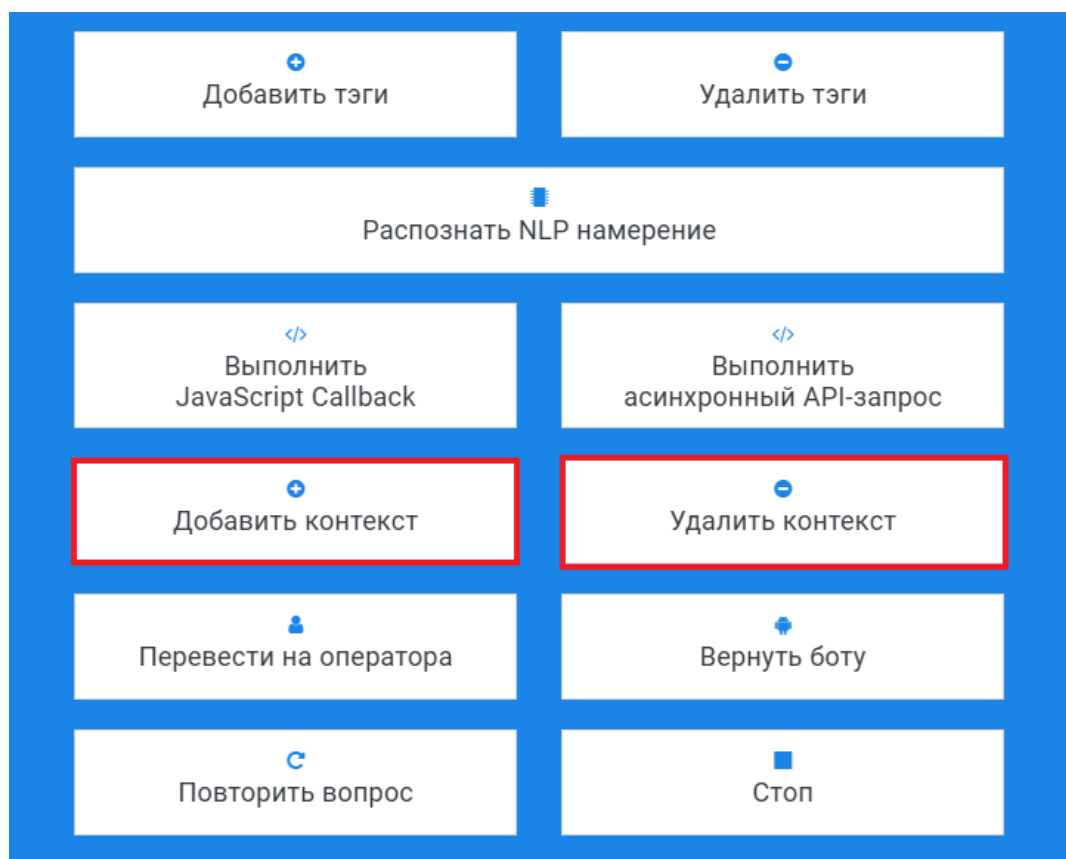 Добавить тэги
Удалить тэги
Распознать NLP намерение
Выполнить
JavaScript Callback
Выполнить
асинхронный API-запрос
Добавить контекст
Удалить контекст
Перевести на оператора
Вернуть боту
Повторить вопрос
Стоп